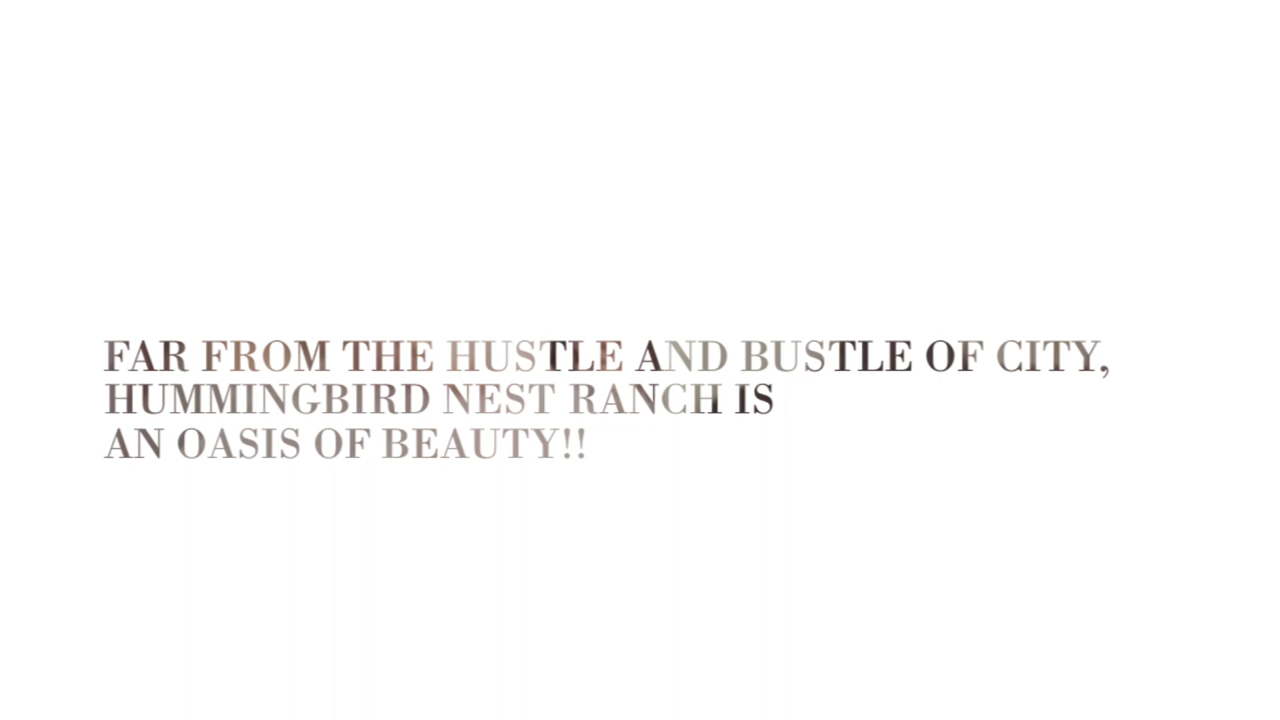 FAR FROM THE HUSTLE AND BUSTLE OF CITY,
HUMMINGBIRD NEST RANCH IS
AN OASIS OF BEAUTY!!